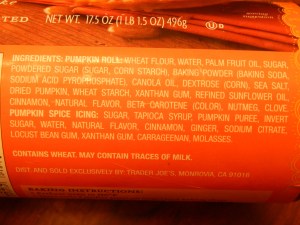 TED
NET WT. 17.5 OZ (1 LB 1.5 OZ) 496g
U
D
INGREDIENTS: PUMPKIN ROLL: WHEAT FLOUR, WATER, PALM FRUIT OIL, SUGAR,
POWDERED SUGAR (SUGAR, CORN STARCH), BAKING POWDER (BAKING SODA,
SODIUM ACID PYROPHOSPHATE), CANOLA OIL, DEXTROSE (CORN), SEA SALT,
DRIED PUMPKIN, WHEAT STARCH, XANTHAN GUM, REFINED SUNFLOWER OIL,
CINNAMON, NATURAL FLAVOR, BETA CAROTENE (COLOR), NUTMEG, CLOVE
PUMPKIN SPICE ICING: SUGAR, TAPIOCA SYRUP, PUMPKIN PUREE, INVERT
SUGAR, WATER, NATURAL FLAVOR, CINNAMON, GINGER, SODIUM CITRATE,
LOCUST BEAN GUM, XANTHAN GUM, CARRAGEENAN, MOLASSES.
CONTAINS WHEAT. MAY CONTAIN TRACES OF MILK.
DIST. AND SOLD EXCLUSIVELY BY: TRADER JOE'S, MONROVIA, CA 91016
BAKING INSTRUCTIONS: